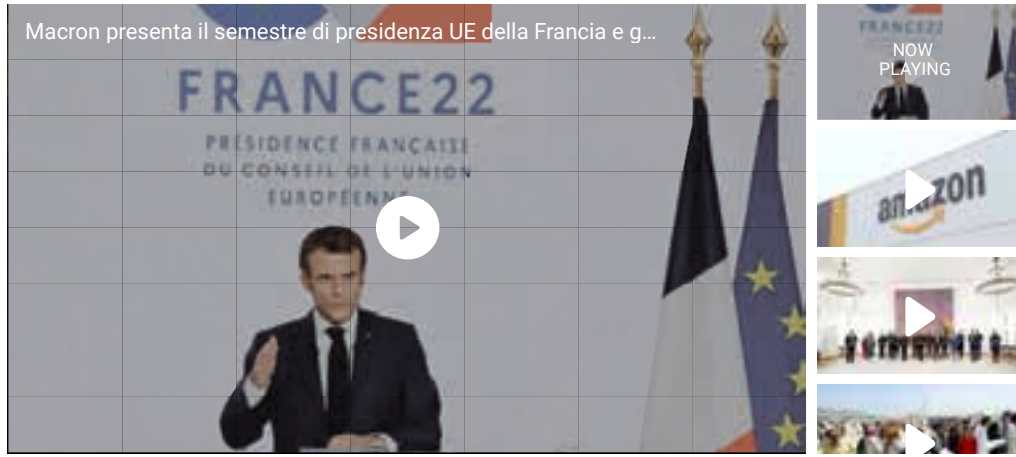 Macron presenta il semestre di presidenza UE della Francia e g...
FRANCE22
PRÉSIDENCE FRANÇAISE
DU CONSEIL DE L'UNION
EUROPÉENNE
FRANCE22
NOW
PLAYING
amazon